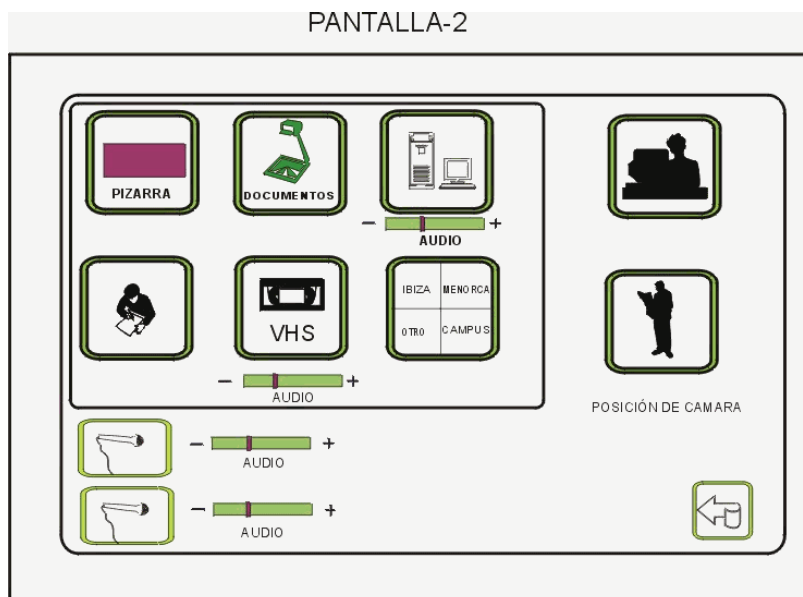 PANTALLA-2
PIZARRA
DOCUMENTOS
- +
AUDIO
VHS
IBIZA MENORCA
OTRO CAMPUS
- +
AUDIO
POSICIÓN DE CAMARA
- +
AUDIO
- +
AUDIO